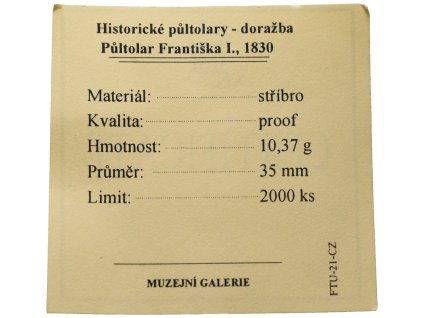 Historické půltolary - doražba
Půltolar Františka I., 1830
Materiál: stříbro
Kvalita: proof
Hmotnost: 10,37 g
Průměr: 35 mm
Limit: 2000 ks
MUZEJNÍ GALERIE
FTU-21-CZ